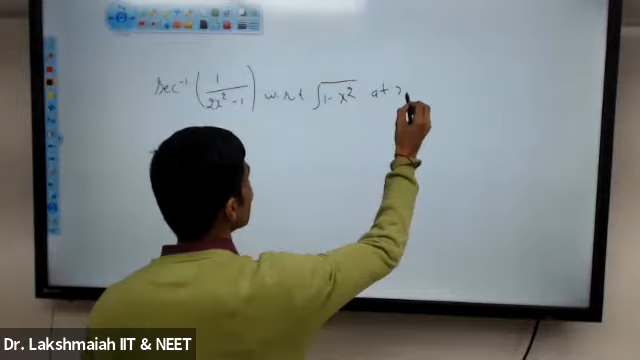 sec⁻¹ (1/(2x²-1)) w.r.t √1-x² at
Dr. Lakshmaiah IIT & NEET